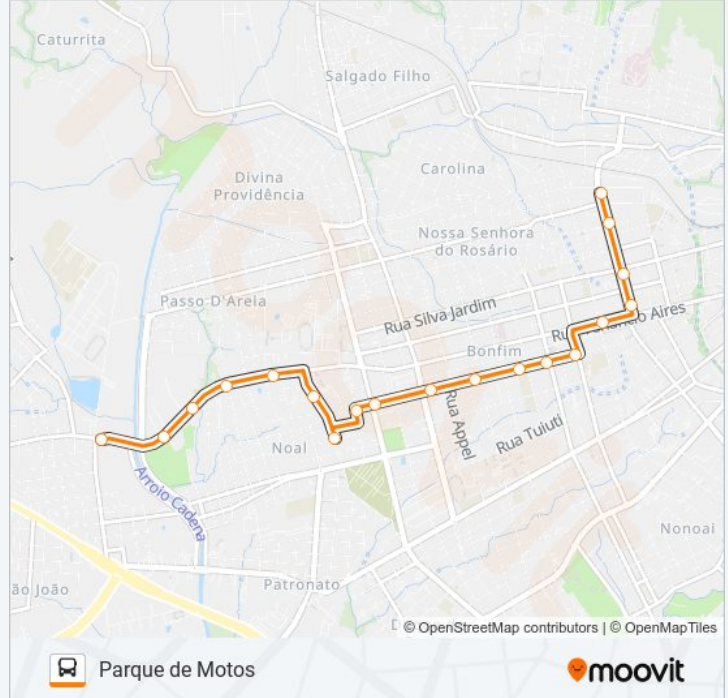 Caturrita
Salgado Filho
Carolina
Divina
Providência
Nossa Senhora
do Rosário
Passo D'Areia
Rua Silva Jardim
Aires
Bonfim
Rua Appel
Rua Tuiuti
Noal
Arroio Cadena
Nonoai
Patronato
ão João
© OpenStreetMap contributors | © OpenMapTiles
Parque de Motos
moovit